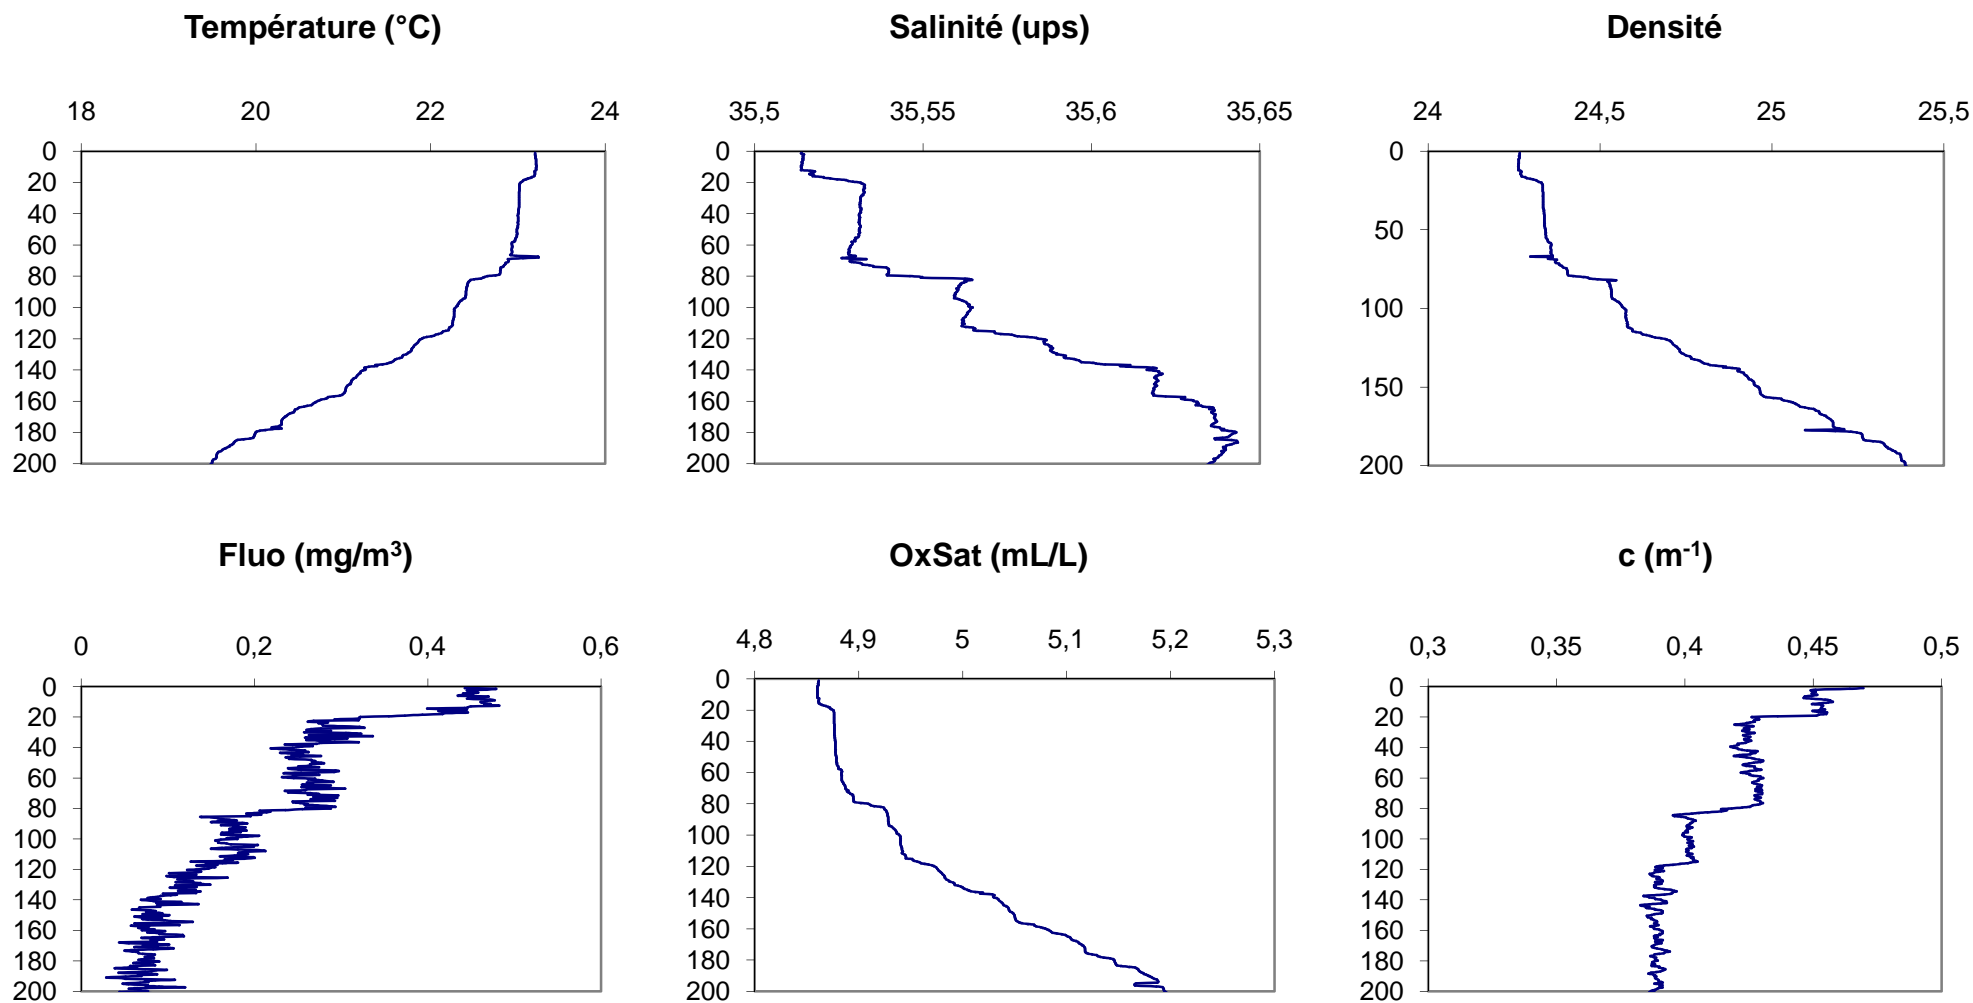 Température (°C) Salinité (ups) Densité
18 20 22 24 35,5 35,55 35,6 35,65 24 24,5 25 25,5
0 0 0
20 20
40 40 50
60 60
80 80
100 100 100
120 120
140 140 150
160 160
180 180
200 200 200
Fluo (mg/m³) OxSat (mL/L) c (m⁻¹)
0 0,2 0,4 0,6 4,8 4,9 5 5,1 5,2 5,3 0,3 0,35 0,4 0,45 0,5
0 0 0
20 20 20
40 40 40
60 60 60
80 80 80
100 100 100
120 120 120
140 140 140
160 160 160
180 180 180
200 200 200